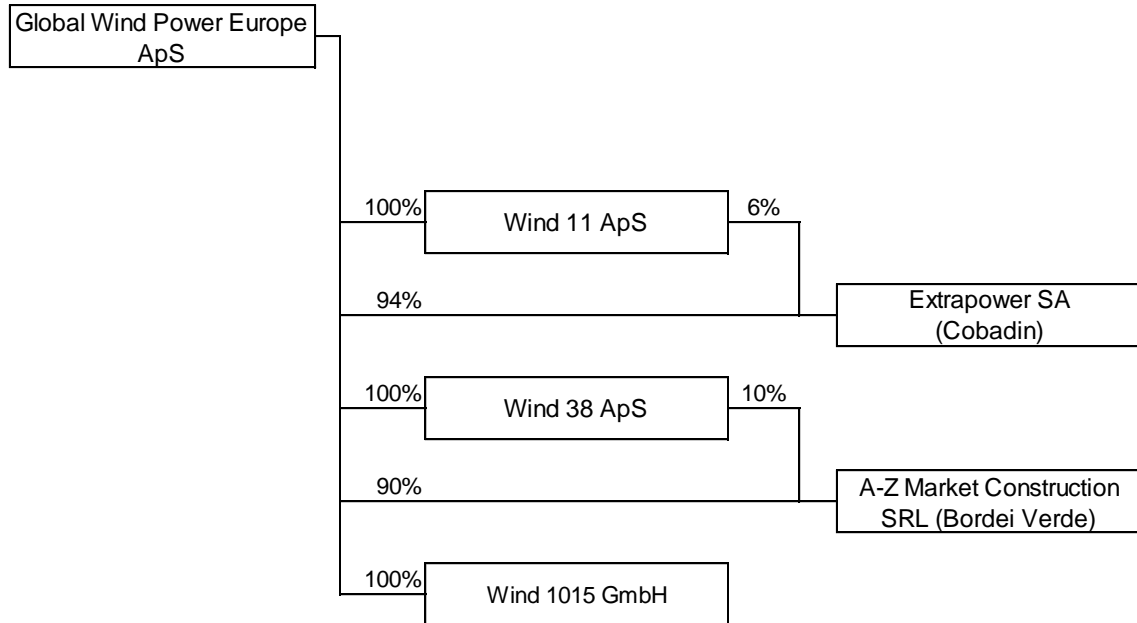 Global Wind Power Europe
ApS
100%
Wind 11 ApS
6%
94%
Extrapower SA
(Cobadin)
100%
Wind 38 ApS
10%
90%
A-Z Market Construction
SRL (Bordei Verde)
100%
Wind 1015 GmbH